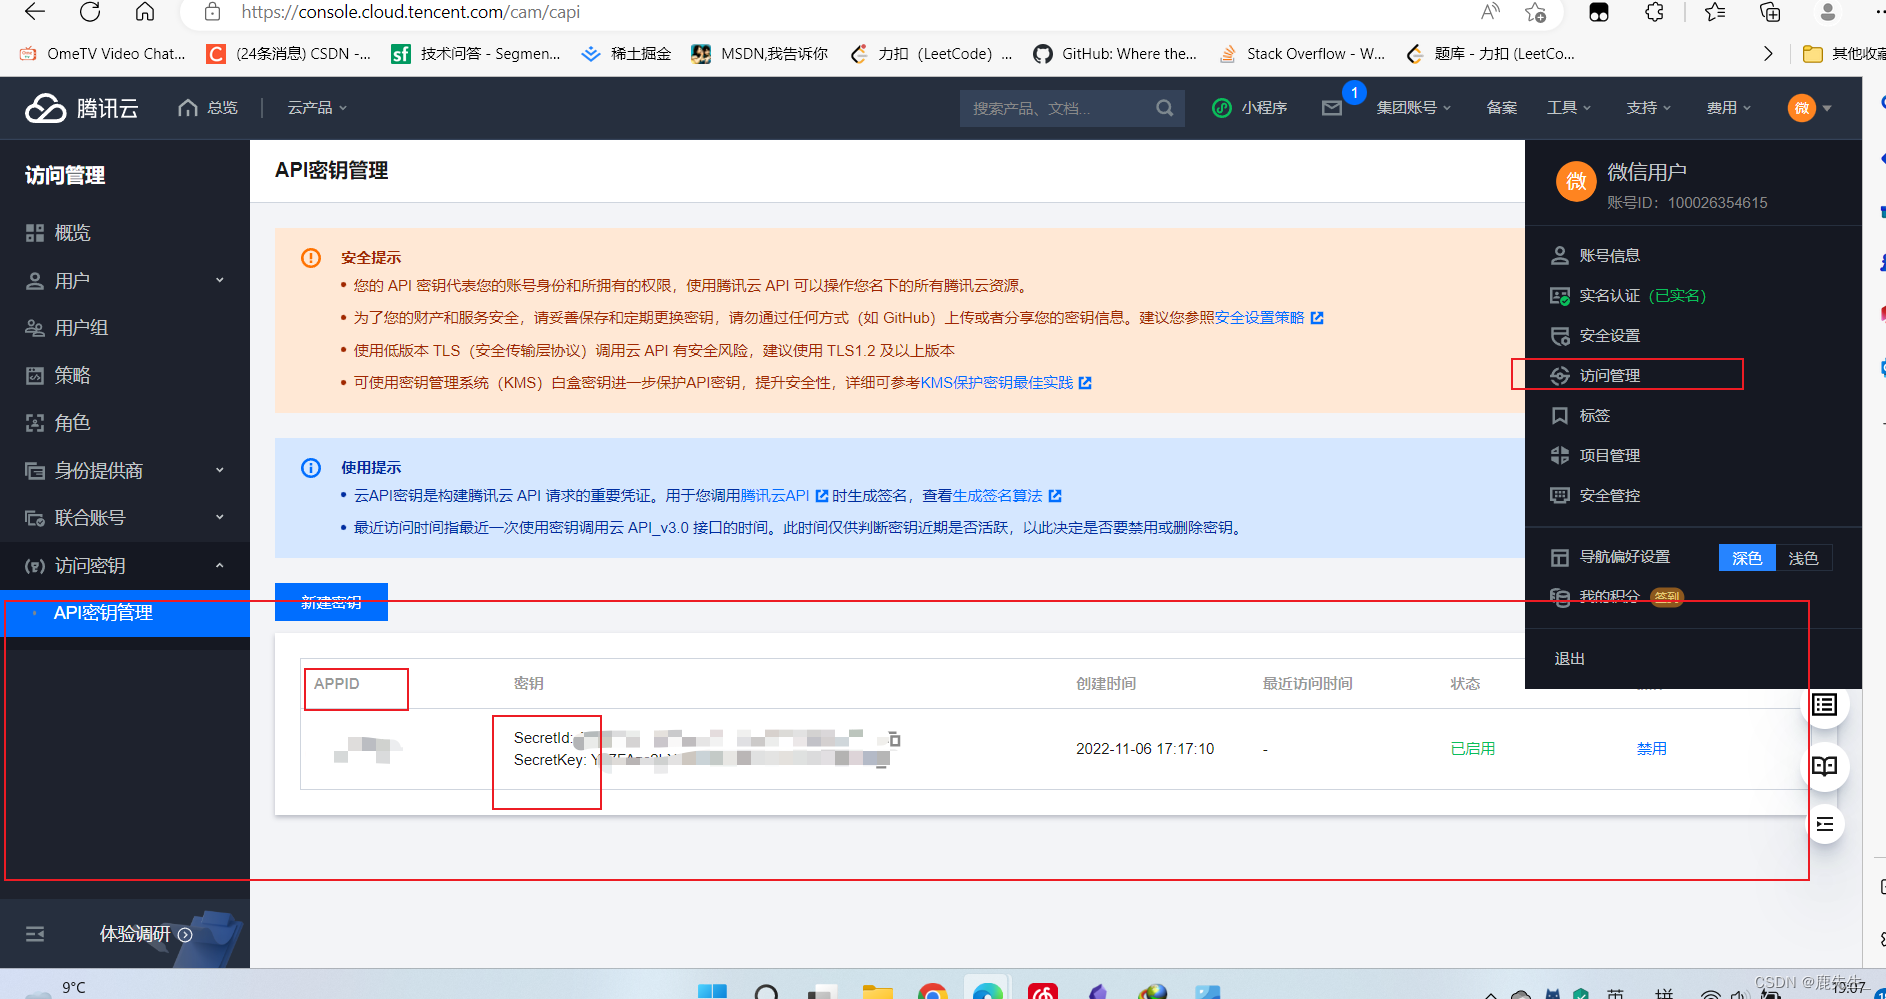 https://console.cloud.tencent.com/cam/capi
OmeTV Video Chat...
(24条消息) CSDN -...
技术问答 - Segmen...
稀土掘金
MSDN,我告诉你
力扣（LeetCode）...
GitHub: Where the...
Stack Overflow - W...
题库 - 力扣 (LeetCo...
其他收藏
腾讯云
总览
云产品
搜索产品、文档...
小程序
1
集团账号
备案
工具
支持
费用
微
访问管理
概览
用户
用户组
策略
角色
身份提供商
联合账号
访问密钥
API密钥管理
体验调研
API密钥管理
安全提示
• 您的 API 密钥代表您的账号身份和所拥有的权限，使用腾讯云 API 可以操作您名下的所有腾讯云资源。
• 为了您的财产和服务安全，请妥善保存和定期更换密钥，请勿通过任何方式（如 GitHub）上传或者分享您的密钥信息。建议您参照安全设置策略
• 使用低版本 TLS（安全传输层协议）调用云 API 有安全风险，建议使用 TLS1.2 及以上版本
• 可使用密钥管理系统（KMS）白盒密钥进一步保护API密钥，提升安全性，详细可参考KMS保护密钥最佳实践
使用提示
• 云API密钥是构建腾讯云 API 请求的重要凭证。用于您调用腾讯云API 时生成签名，查看生成签名算法
• 最近访问时间指最近一次使用密钥调用云 API_v3.0 接口的时间。此时间仅供判断密钥近期是否活跃，以此决定是否要禁用或删除密钥。
新建密钥
APPID
密钥
创建时间
最近访问时间
状态
SecretId:
SecretKey:
2022-11-06 17:17:10
-
已启用
禁用
微
微信用户
账号ID：100026354615
账号信息
实名认证（已实名）
安全设置
访问管理
标签
项目管理
安全管控
导航偏好设置
深色
浅色
我的积分
签到
退出
9°C
英
拼
19:07
CSDN @鹿先生_